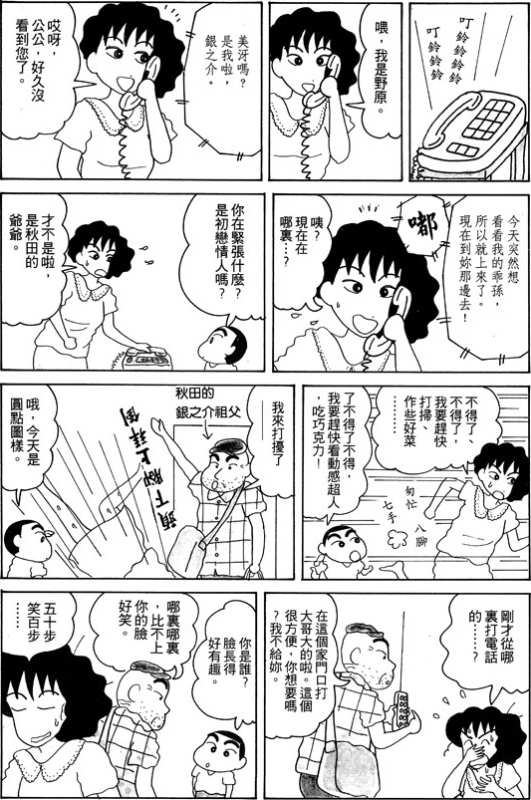 叮鈴鈴鈴鈴
叮鈴鈴鈴
喂，我是野原。
美冴嗎？
是我啦，
銀之介。
哎呀，
公公，好久沒
看到您了。
今天突然想
看看我的乖孫，
所以就上來了。
現在到妳那邊去！
嘟
咦？
現在在
哪裏…？
你在緊張什麼？
是初戀情人嗎？
才不是啦，
是秋田的
爺爺。
不得了、
不得了，
我要趕快
打掃、
作些好菜
………
匆忙
七手
八腳
了不得了不得，
我要趕快看動感超人
，吃巧克力！
我來打擾了
秋田的
銀之介祖父
頭下腳上摔倒
哦，今天是
圓點圖樣。
剛才從哪
裏打電話
的……？
在這個家門口打
大哥大的啦。這個
很方便，你想要嗎
？我不給妳。
你是誰？
臉長得
好有趣。
哪裏哪裏
，比不上
你的臉
好笑。
五十步
笑百步